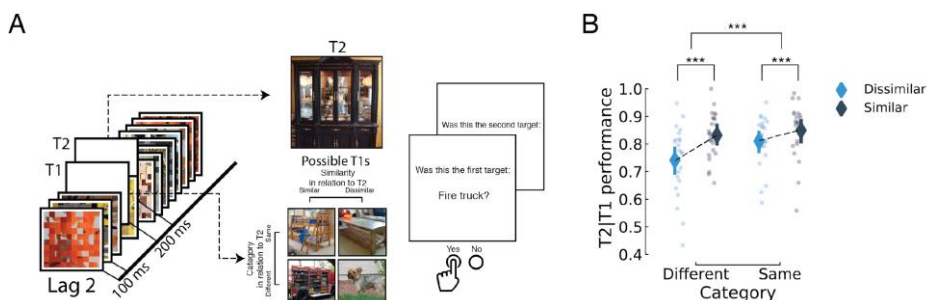 A
T2
T1
Lag 2
100 ms
200 ms
T2
Possible T1s
Similarity
in relation to T2
Similar
Dissimilar
Category
in relation to T2
Same
Different
Was this the second target:
Was this the first target:
Fire truck?
Yes
No
B
***
***
***
Dissimilar
Similar
T2|T1 performance
1.0
0.9
0.8
0.7
0.6
0.5
0.4
Different
Same
Category